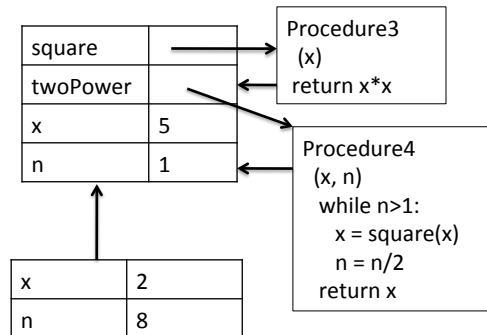 square
twoPower
x 5
n 1
Procedure3
(x)
return x*x
Procedure4
(x, n)
while n>1:
x = square(x)
n = n/2
return x
x 2
n 8